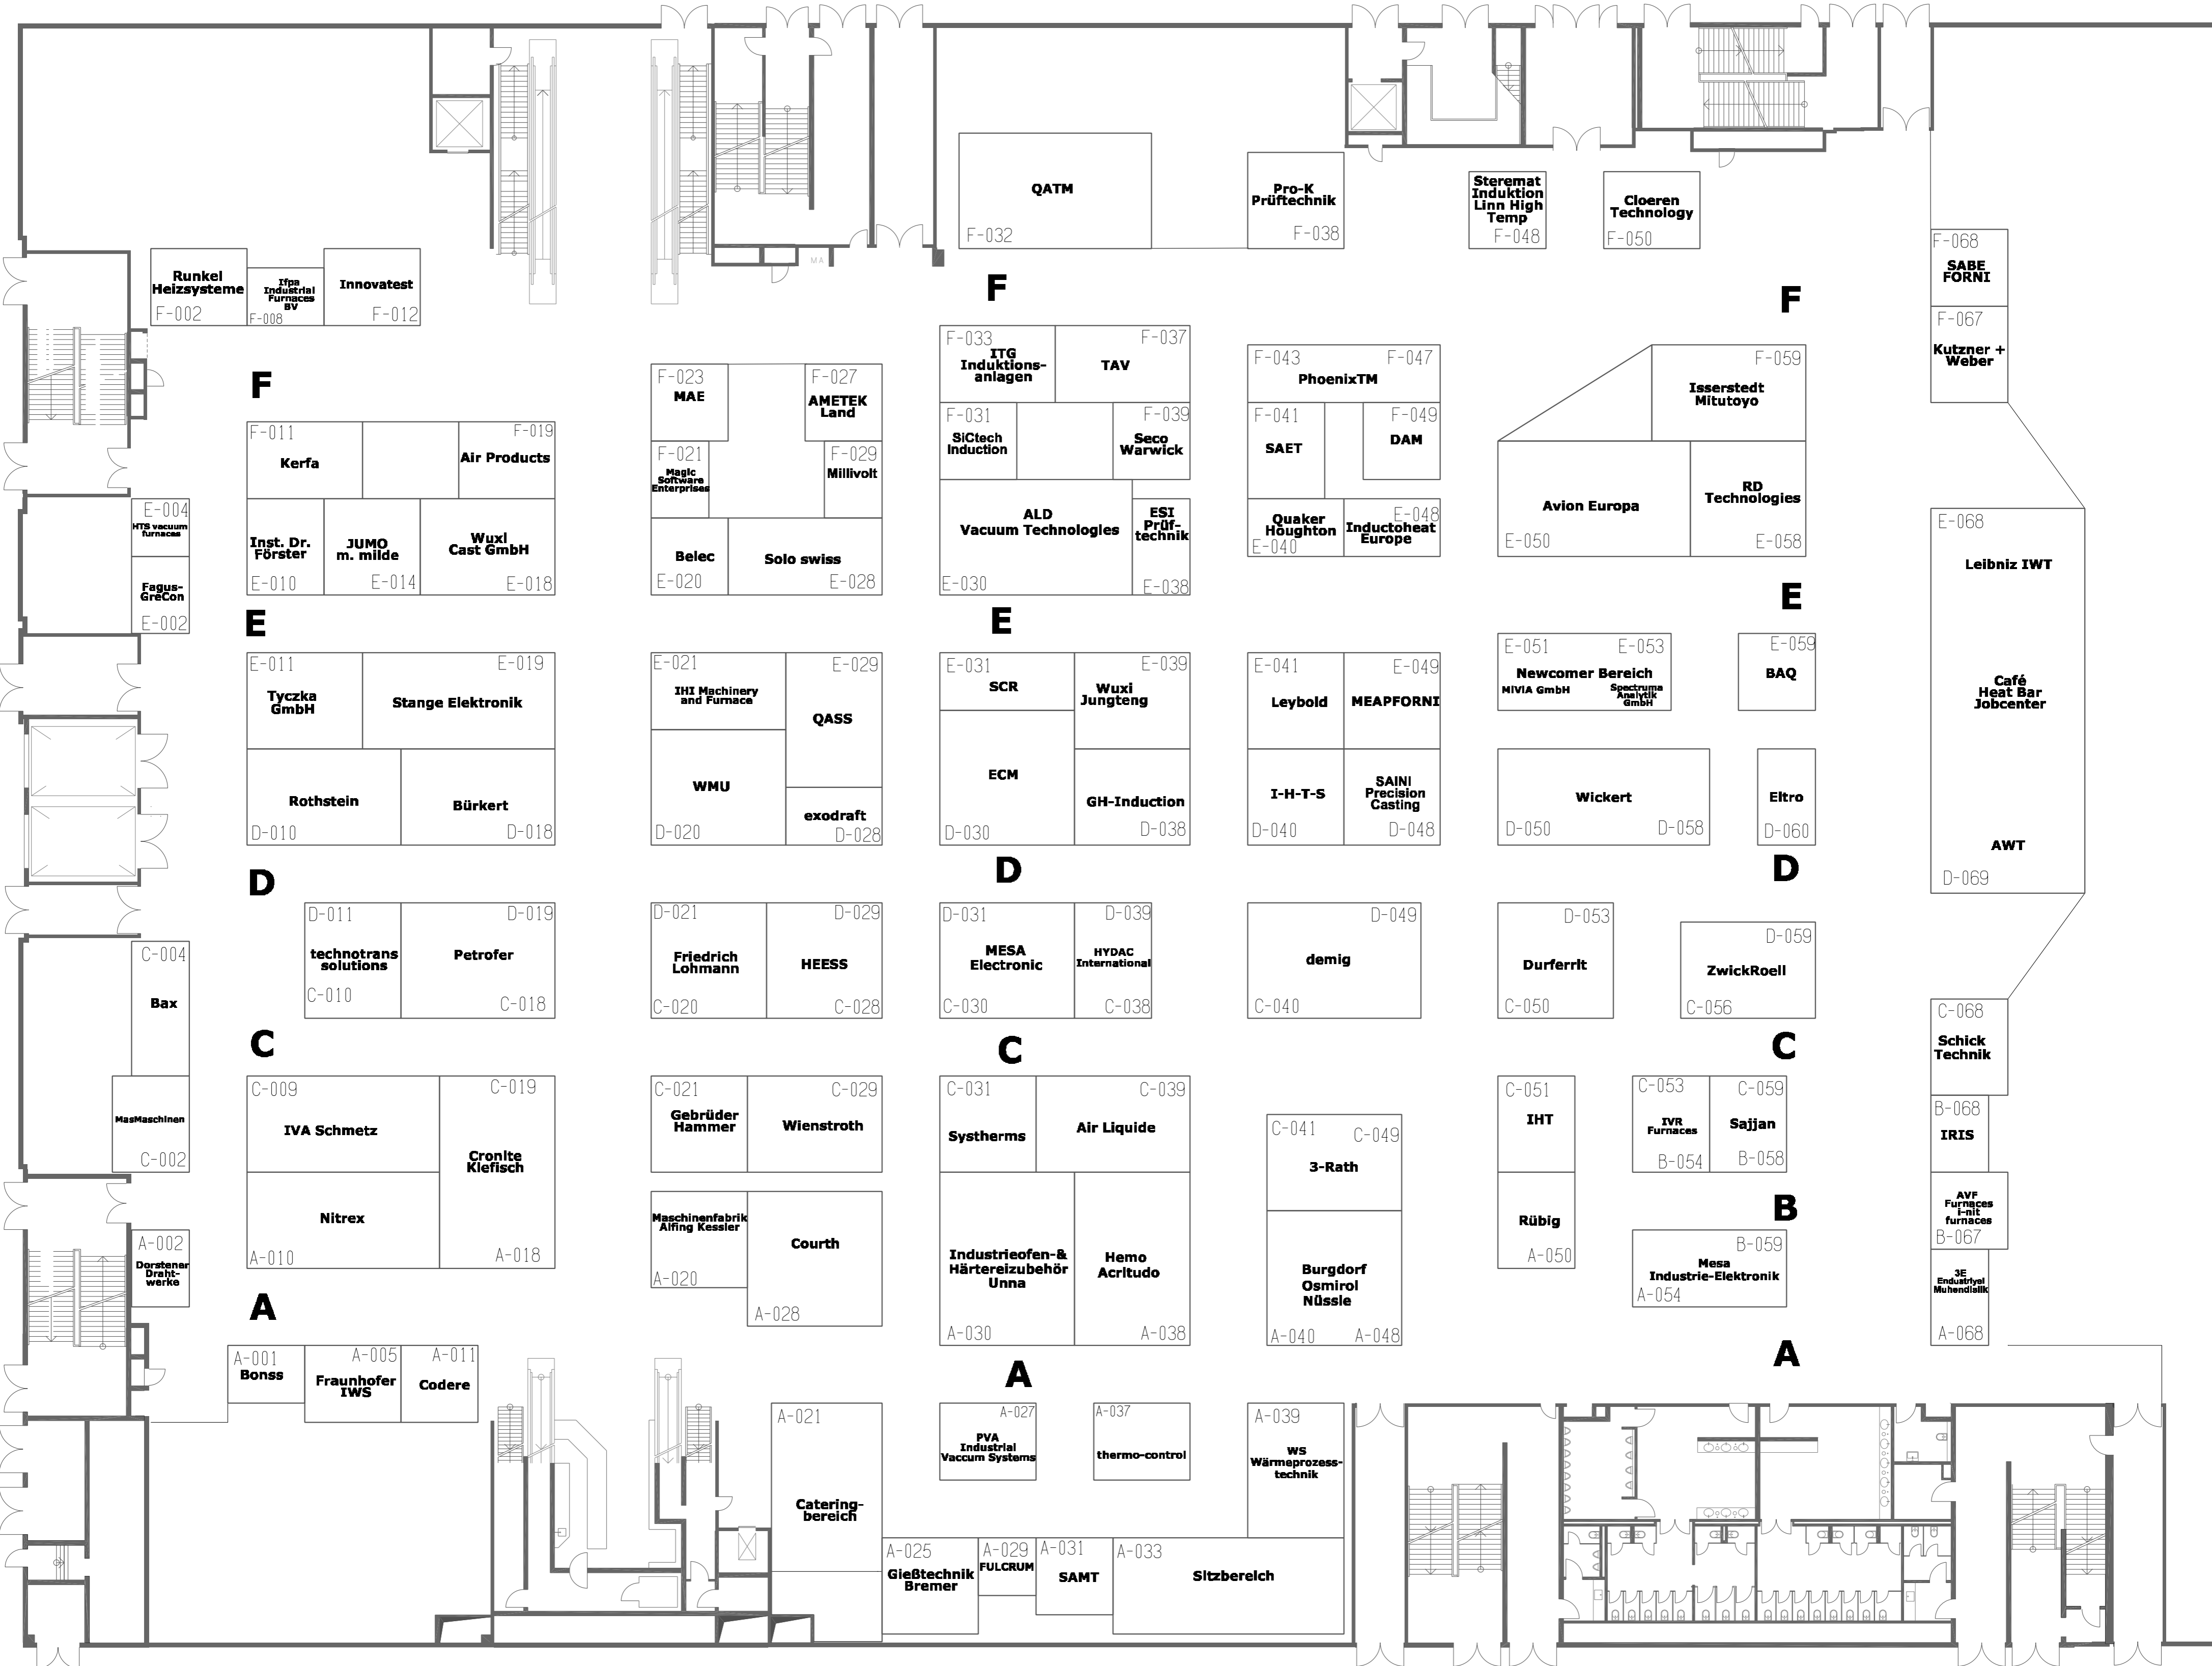 MA
QATM
F-032
Pro-K
Prüftechnik
F-038
Steremat
Induktion
Linn High
Temp
F-048
Cloeren
Technology
F-050
F-068
SABE
FORNI
F-067
Kutzner +
Weber
Runkel
Heizsysteme
F-002
Ifpa
Industrial
Furnaces
BV
F-008
Innovatest
F-012
F
F
F
F-033
ITG
Induktions-
anlagen
F-037
TAV
F-043
F-047
PhoenixTM
F-059
Isserstedt
Mitutoyo
F-023
MAE
F-027
AMETEK
Land
F-031
SiCtech
Induction
F-039
Seco
Warwick
F-041
SAET
F-049
DAM
F-011
Kerfa
F-019
Air Products
F-021
Magic
Software
Enterprises
F-029
Millivolt
ALD
Vacuum Technologies
E-030
ESI
Prüf-
technik
E-038
Quaker
Houghton
E-040
E-048
Inductoheat
Europe
Avion Europa
E-050
RD
Technologies
E-058
E-004
HTS vacuum
furnaces
Fagus-
GreCon
E-002
Inst. Dr.
Förster
E-010
JUMO
m. milde
E-014
Wuxi
Cast GmbH
E-018
Belec
E-020
Solo swiss
E-028
E-068
Leibniz IWT
Café
Heat Bar
Jobcenter
AWT
D-069
E
E
E
E-011
Tyczka
GmbH
E-019
Stange Elektronik
E-021
IHI Machinery
and Furnace
E-029
QASS
E-031
SCR
E-039
Wuxi
Jungteng
E-041
Leybold
E-049
MEAPFORNI
E-051
E-053
Newcomer Bereich
MiViA GmbH
Spectruma
Analytik
GmbH
E-059
BAQ
Rothstein
D-010
Bürkert
D-018
WMU
D-020
exodraft
D-028
ECM
D-030
GH-Induction
D-038
I-H-T-S
D-040
SAINI
Precision
Casting
D-048
Wickert
D-050
D-058
Eltro
D-060
D
D
D
D-011
technotrans
solutions
C-010
D-019
Petrofer
C-018
D-021
Friedrich
Lohmann
C-020
D-029
HEESS
C-028
D-031
MESA
Electronic
C-030
D-039
HYDAC
International
C-038
D-049
demig
C-040
D-053
Durferrit
C-050
D-059
ZwickRoell
C-056
C-004
Bax
MasMaschinen
C-002
C-068
Schick
Technik
C
C
C
C-009
IVA Schmetz
C-019
Cronite
Klefisch
A-018
Nitrex
A-010
C-021
Gebrüder
Hammer
C-029
Wienstroth
C-031
Systherms
C-039
Air Liquide
C-041
C-049
3-Rath
C-051
IHT
C-053
IVR
Furnaces
B-054
C-059
Sajjan
B-058
B-068
IRIS
AVF
Furnaces
i-nit
furnaces
B-067
Maschinenfabrik
Alfing Kessler
A-020
Courth
A-028
Industrieofen-&
Härtereizubehör
Unna
A-030
Hemo
Acritudo
A-038
Burgdorf
Osmirol
Nüssle
A-040
A-048
Rübig
A-050
B
B-059
Mesa
Industrie-Elektronik
A-054
3E
Endustriyel
Muhendislik
A-068
A-002
Dorstener
Draht-
werke
A
A
A
A-001
Bonss
A-005
Fraunhofer
IWS
A-011
Codere
A-021
Catering-
bereich
A-027
PVA
Industrial
Vaccum Systems
A-037
thermo-control
A-039
WS
Wärmeprozess-
technik
A-025
Gießtechnik
Bremer
A-029
FULCRUM
A-031
SAMT
A-033
Sitzbereich